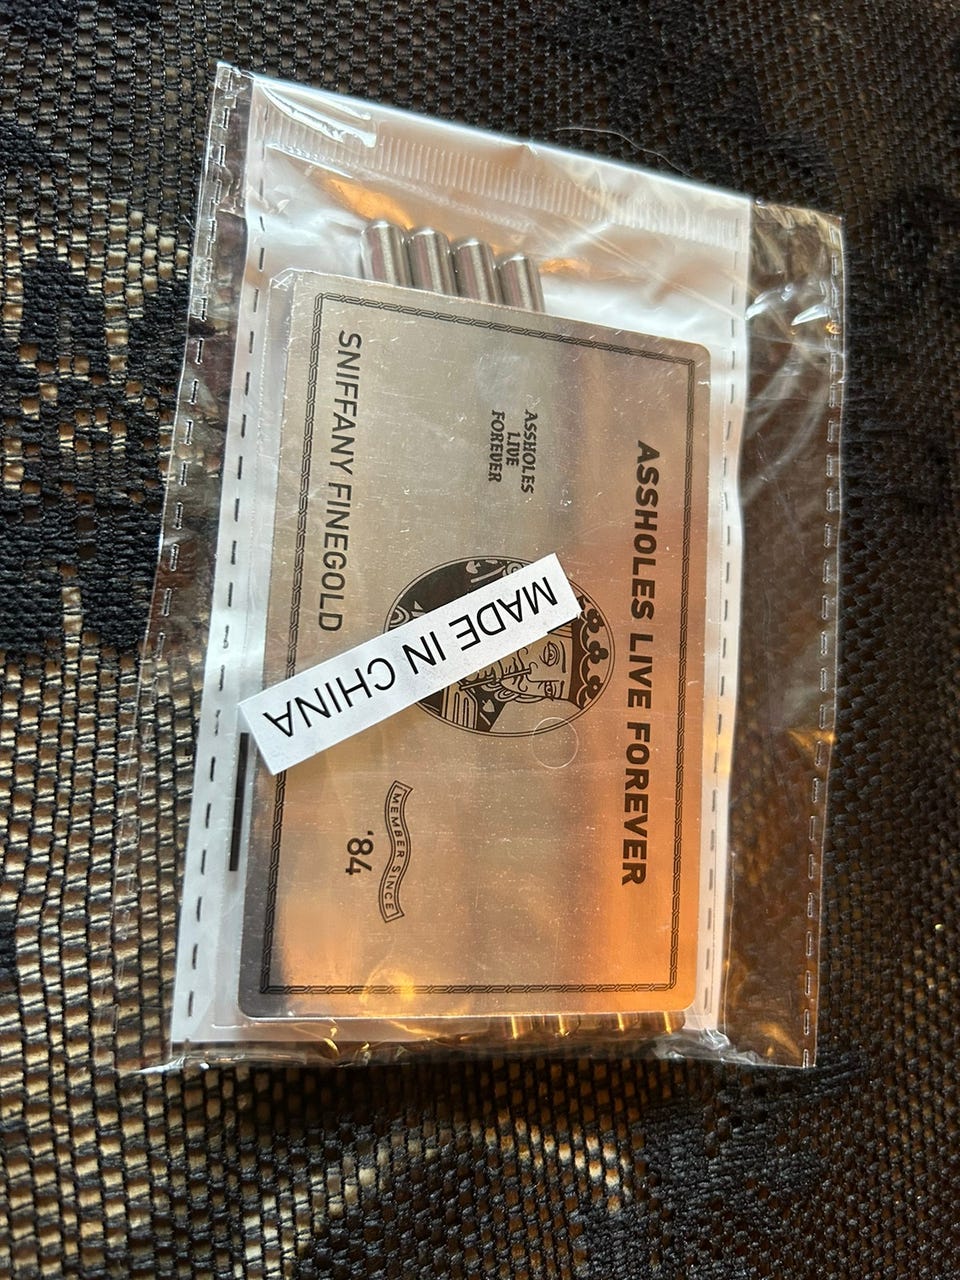 ASSHOLES LIVE FOREVER
ASSHOLES
LIVE
FOREVER
MADE IN CHINA
MEMBER SINCE
'84
SNIFFANY FINEGOLD